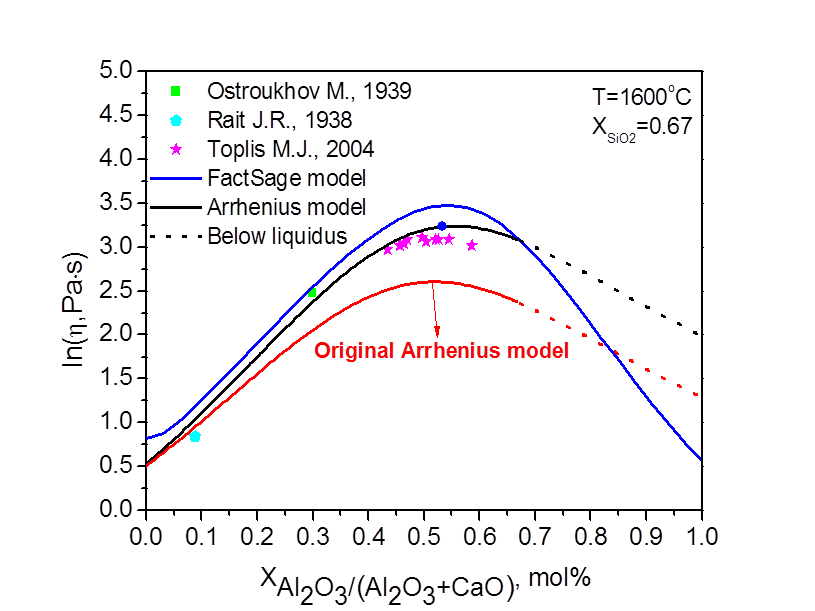 5.0
4.5
4.0
3.5
3.0
2.5
2.0
1.5
1.0
0.5
0.0
ln(η,Pa·s)
Ostroukhov M., 1939
Rait J.R., 1938
Toplis M.J., 2004
FactSage model
Arrhenius model
Below liquidus
T=1600°C
X_SiO2=0.67
Original Arrhenius model
0.0 0.1 0.2 0.3 0.4 0.5 0.6 0.7 0.8 0.9 1.0
X_Al2O3/(Al2O3+CaO), mol%